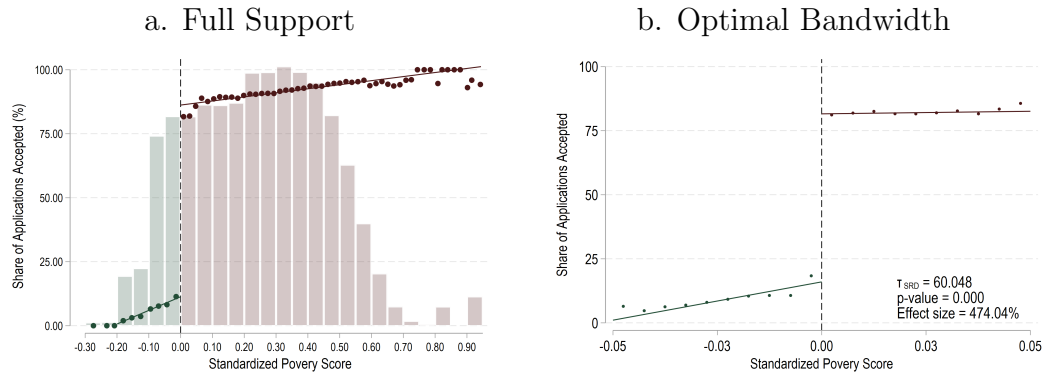 a. Full Support
b. Optimal Bandwidth
Share of Applications Accepted (%)
100.00
75.00
50.00
25.00
0.00
-0.30 -0.20 -0.10 0.00 0.10 0.20 0.30 0.40 0.50 0.60 0.70 0.80 0.90
Standardized Povery Score
Share of Applications Accepted
100
75
50
25
0
τSRD = 60.048
p-value = 0.000
Effect size = 474.04%
-0.05 -0.03 0.00 0.03 0.05
Standardized Povery Score